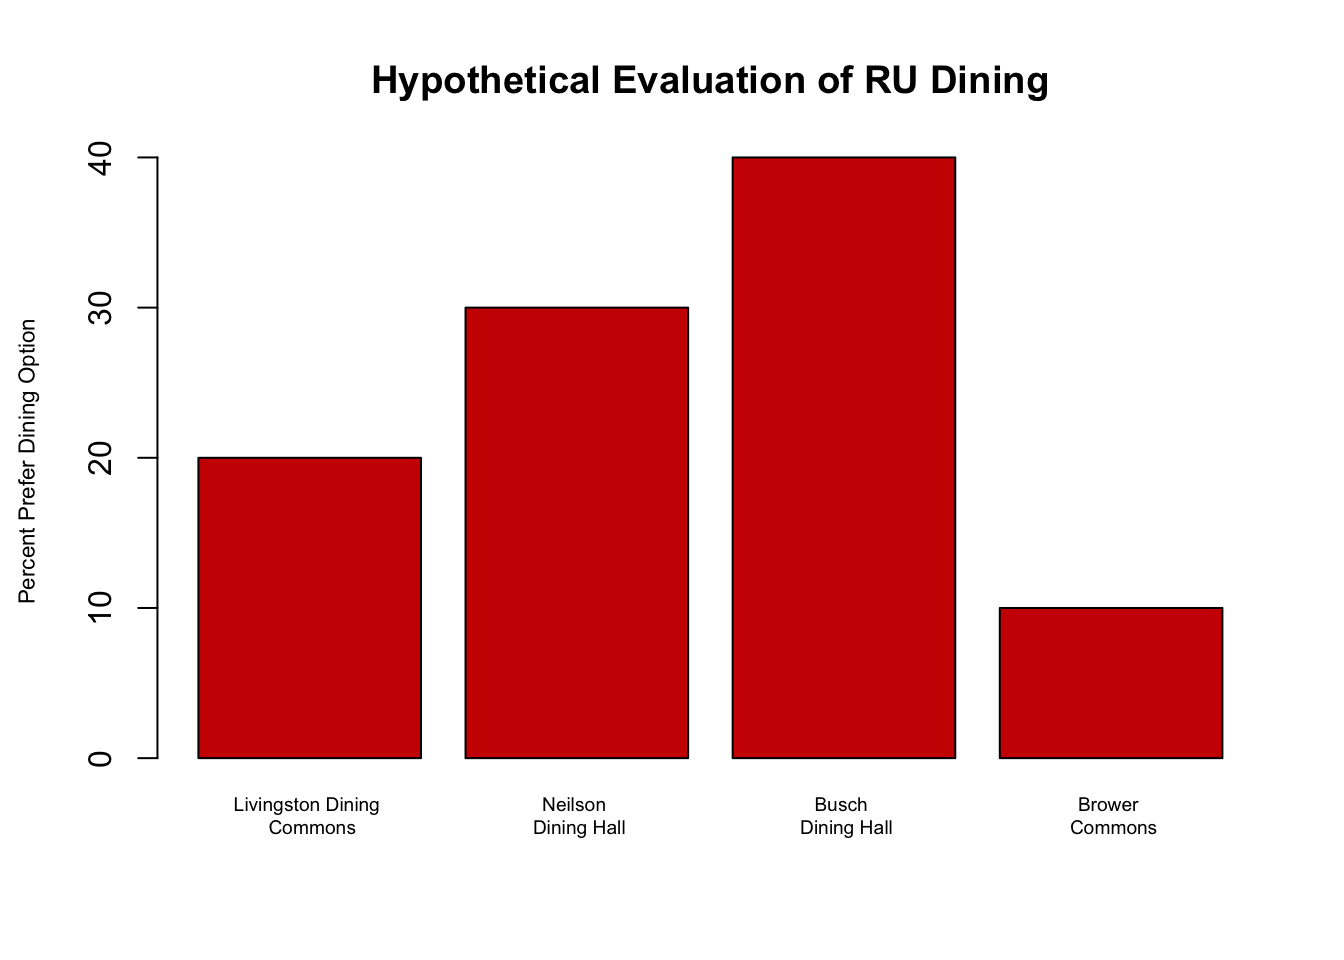 Hypothetical Evaluation of RU Dining
Percent Prefer Dining Option
40
30
20
10
0
Livingston Dining
Commons
Neilson
Dining Hall
Busch
Dining Hall
Brower
Commons